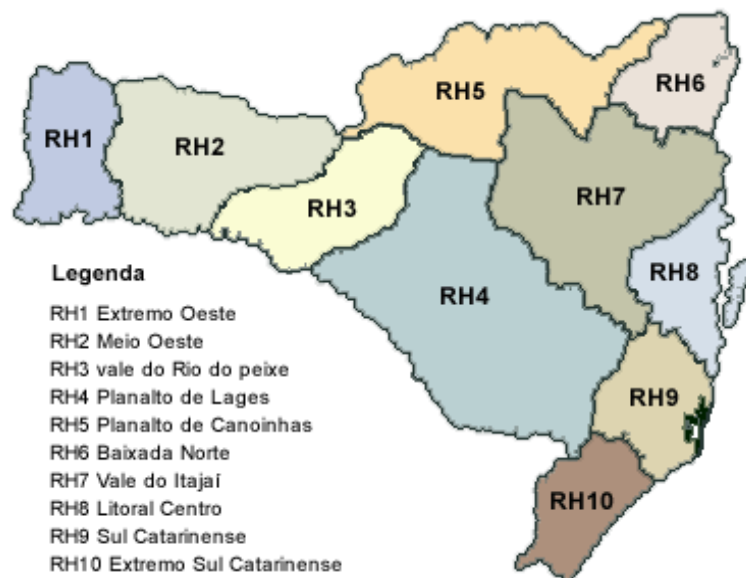 RH6
RH5
RH1
RH2
RH7
RH3
RH8
RH4
RH9
RH10
Legenda
RH1 Extremo Oeste
RH2 Meio Oeste
RH3 vale do Rio do peixe
RH4 Planalto de Lages
RH5 Planalto de Canoinhas
RH6 Baixada Norte
RH7 Vale do Itajaí
RH8 Litoral Centro
RH9 Sul Catarinense
RH10 Extremo Sul Catarinense